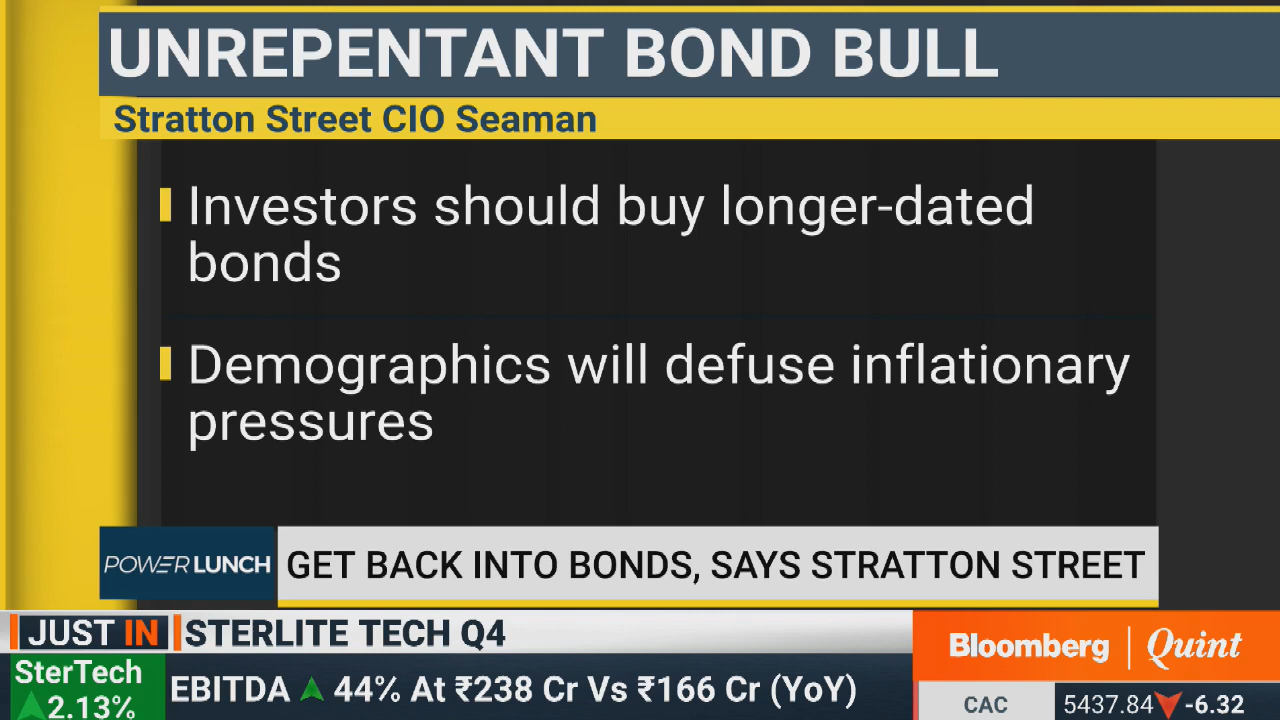 UNREPENTANT BOND BULL
Stratton Street CIO Seaman
Investors should buy longer-dated
bonds
Demographics will defuse inflationary
pressures
POWER LUNCH
GET BACK INTO BONDS, SAYS STRATTON STREET
JUST IN
STERLITE TECH Q4
SterTech
▲2.13%
EBITDA ▲ 44% At ₹238 Cr Vs ₹166 Cr (YoY)
Bloomberg | Quint
CAC 5437.84▼-6.32